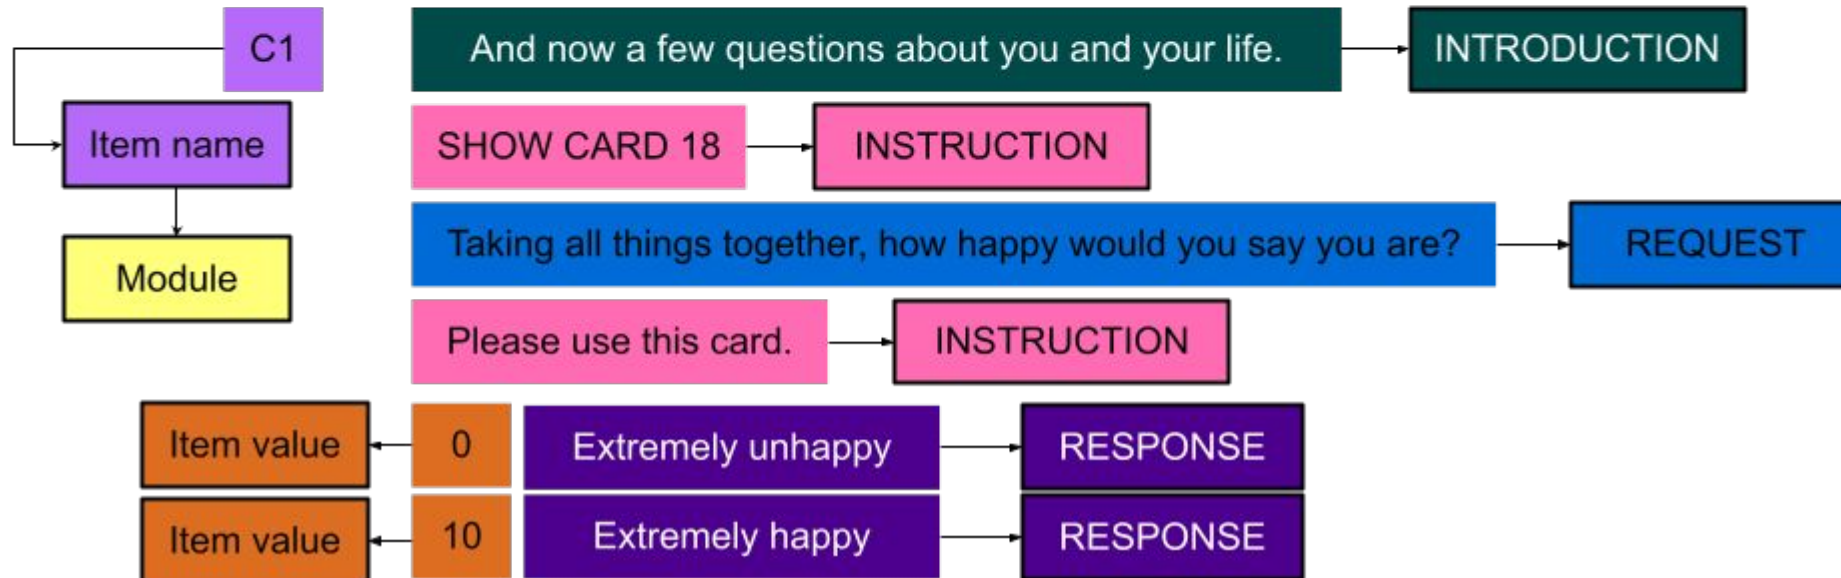 C1 And now a few questions about you and your life. INTRODUCTION
Item name SHOW CARD 18 INSTRUCTION
Taking all things together, how happy would you say you are? REQUEST
Module
Please use this card. INSTRUCTION
Item value 0 Extremely unhappy RESPONSE
Item value 10 Extremely happy RESPONSE